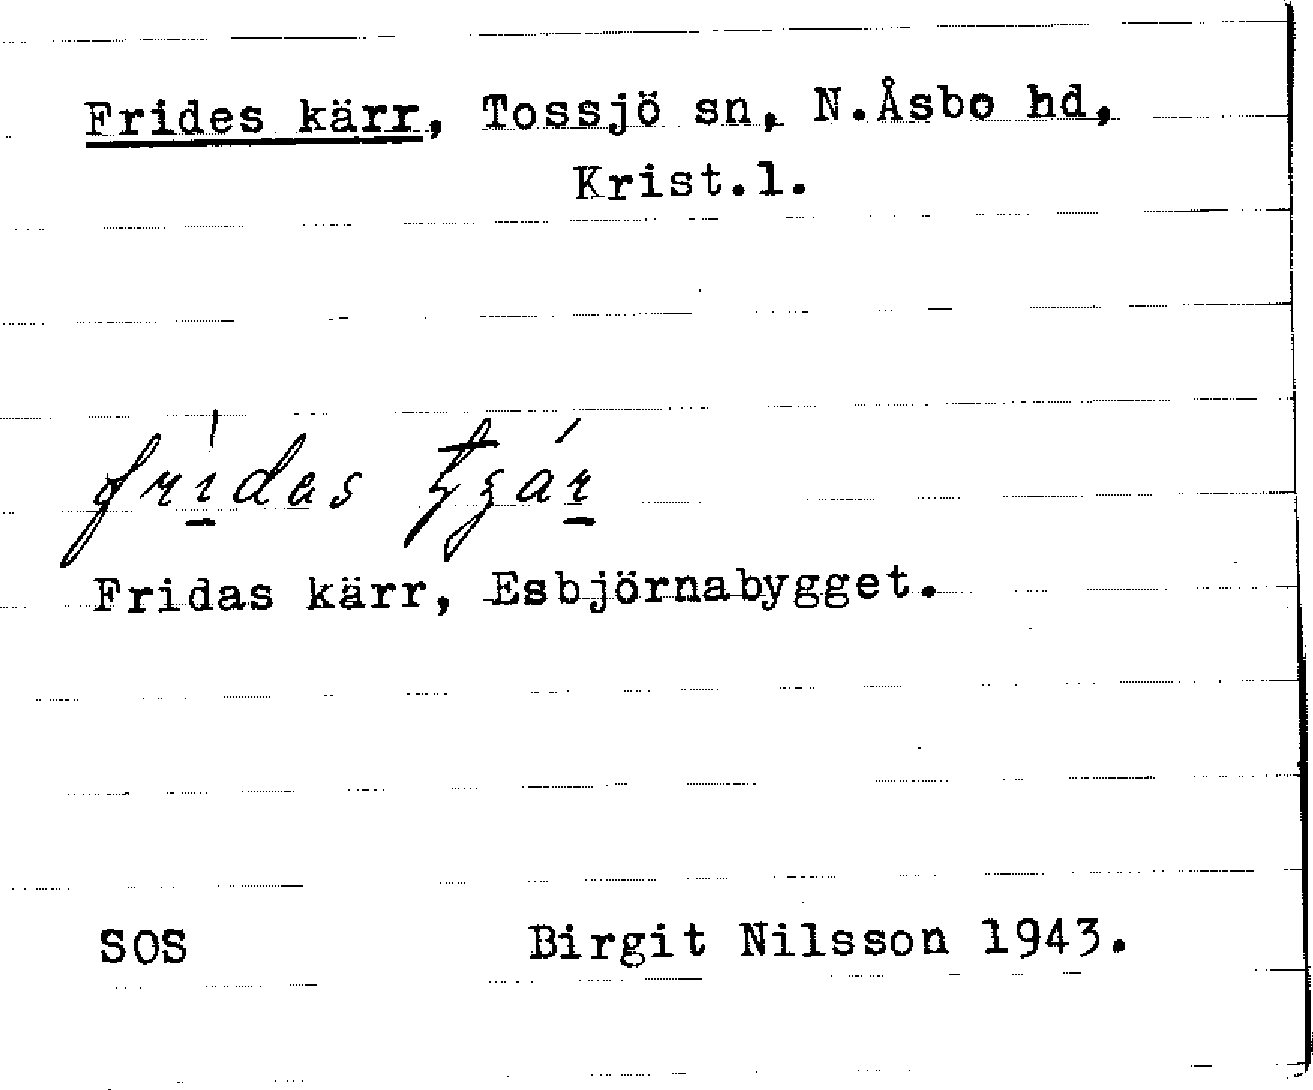 Frides kärr, Tossjö sn, N.Åsbo hd,
Krist.l.
Fridas kärr, Esbjörnabygget.
SOS Birgit Nilsson 1943.